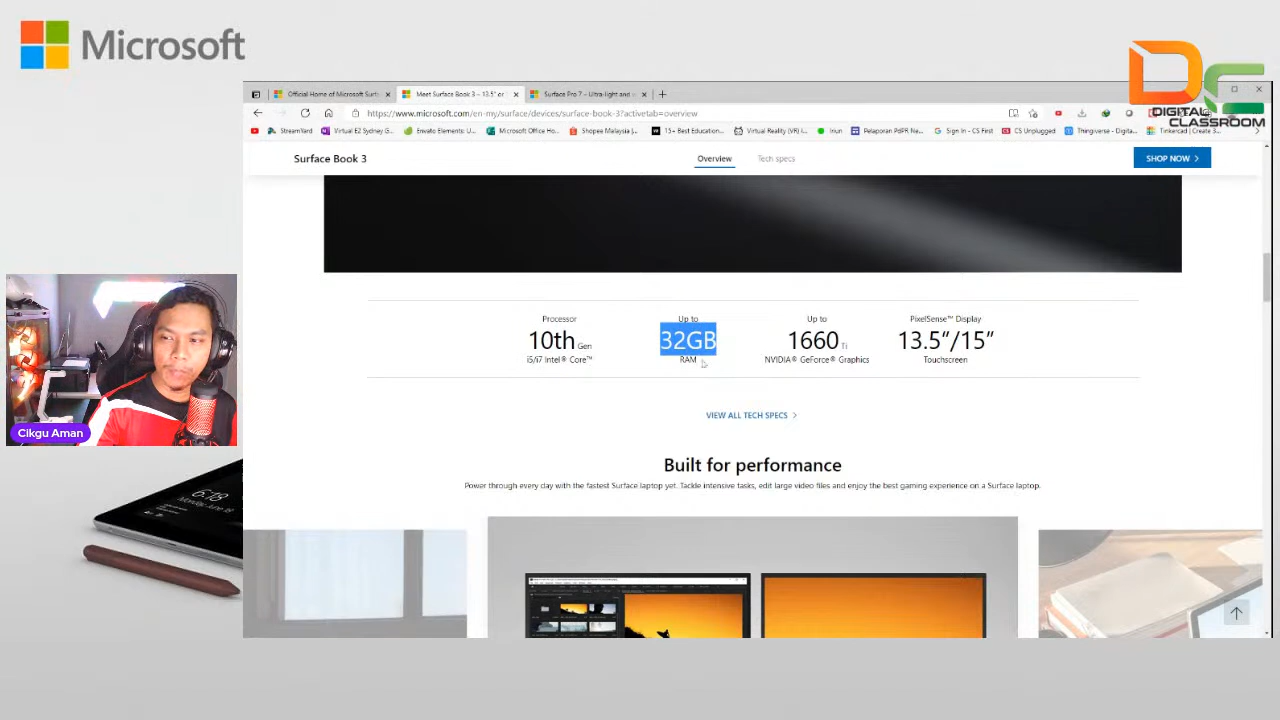 Microsoft
DIGITAL
CLASSROOM
Official Home of Microsoft Surf
Meet Surface Book 3 – 13.5" or
Surface Pro 7 – Ultra-light and
https://www.microsoft.com/en-my/surface/devices/surface-book-3?activetab=overview
StreamYard
Virtual E2 Sydney G...
Envato Elements: U...
Microsoft Office Ho...
Shopee Malaysia |...
15+ Best Education...
Virtual Reality (VR) i...
Pelaporan PdPR Ne...
Sign In - CS First
CS Unplugged
Thingiverse - Digita...
Tinkercad | Create 3...
Surface Book 3
Overview
Tech specs
SHOP NOW
Processor
10th Gen
i5/i7 Intel® Core™
Up to
32GB
RAM
Up to
1660 Ti
NVIDIA® GeForce® Graphics
PixelSense™ Display
13.5”/15”
Touchscreen
VIEW ALL TECH SPECS
Built for performance
Power through every day with the fastest Surface laptop yet. Tackle intensive tasks, edit large video files and enjoy the best gaming experience on a Surface laptop.
Cikgu Aman
6:18
Monday, June 18